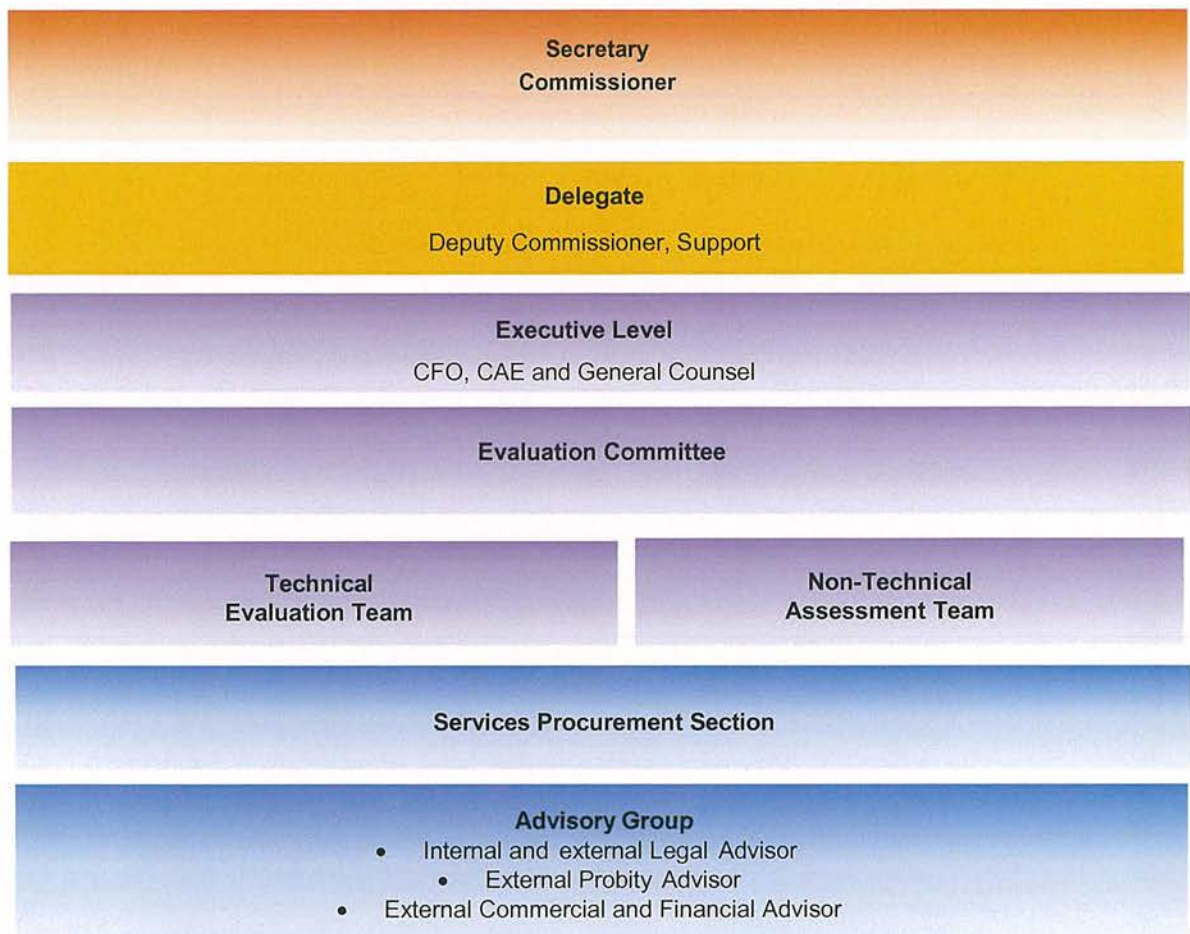 Secretary
Commissioner
Delegate
Deputy Commissioner, Support
Executive Level
CFO, CAE and General Counsel
Evaluation Committee
Technical
Evaluation Team
Non-Technical
Assessment Team
Services Procurement Section
Advisory Group
• Internal and external Legal Advisor
• External Probity Advisor
• External Commercial and Financial Advisor